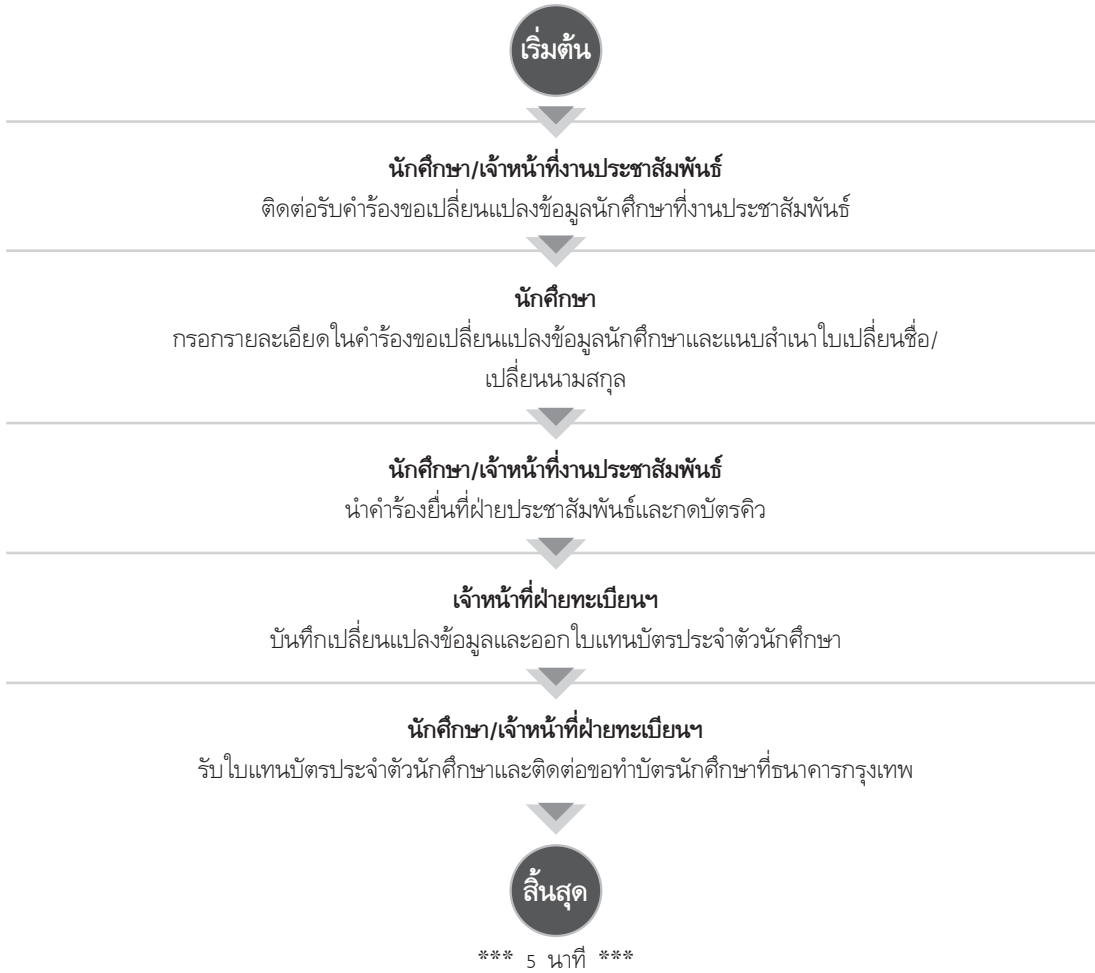 เริ่มต้น
นักศึกษา/เจ้าหน้าที่งานประชาสัมพันธ์
ติดต่อรับคำร้องขอเปลี่ยนแปลงข้อมูลนักศึกษาที่งานประชาสัมพันธ์
นักศึกษา
กรอกรายละเอียดในคำร้องขอเปลี่ยนแปลงข้อมูลนักศึกษาและแนบสำเนาใบเปลี่ยนชื่อ/
เปลี่ยนนามสกุล
นักศึกษา/เจ้าหน้าที่งานประชาสัมพันธ์
นำคำร้องยื่นที่ฝ่ายประชาสัมพันธ์และกดบัตรคิว
เจ้าหน้าที่ฝ่ายทะเบียนฯ
บันทึกเปลี่ยนแปลงข้อมูลและออกใบแทนบัตรประจำตัวนักศึกษา
นักศึกษา/เจ้าหน้าที่ฝ่ายทะเบียนฯ
รับใบแทนบัตรประจำตัวนักศึกษาและติดต่อขอทำบัตรนักศึกษาที่ธนาคารกรุงเทพ
สิ้นสุด
*** 5 นาที ***